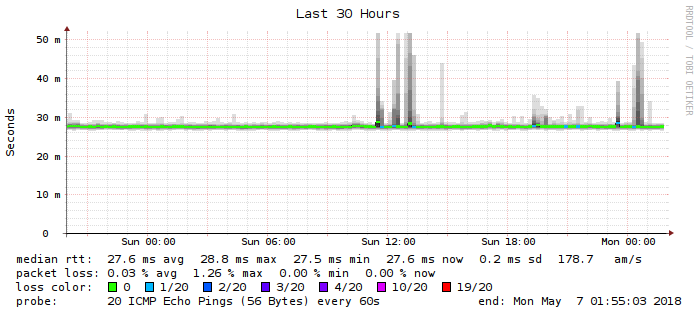 Last 30 Hours
RRDTOOL / TOBI OETIKER
Seconds
50 m
40 m
30 m
20 m
10 m
0
Sun 00:00 Sun 06:00 Sun 12:00 Sun 18:00 Mon 00:00
median rtt: 27.6 ms avg 28.8 ms max 27.5 ms min 27.6 ms now 0.2 ms sd 178.7 am/s
packet loss: 0.03 % avg 1.26 % max 0.00 % min 0.00 % now
loss color: 0 1/20 2/20 3/20 4/20 10/20 19/20
probe: 20 ICMP Echo Pings (56 Bytes) every 60s end: Mon May 7 01:55:03 2018